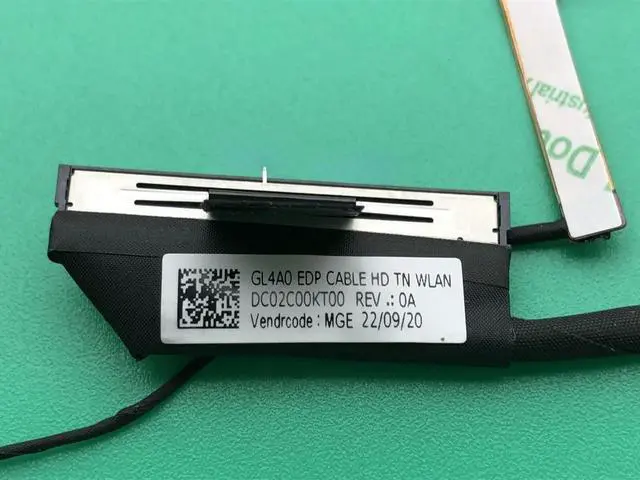 GL4A0 EDP CABLE HD TN WLAN
DC02C00KT00 REV .: 0A
Vendrcode : MGE 22/09/20